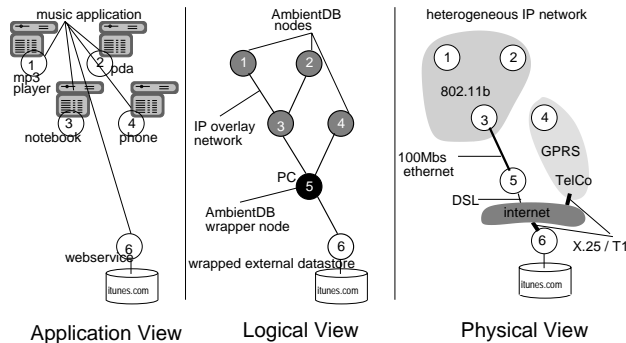 music application
1
mp3
player
2
pda
3
notebook
4
phone
6
webservice
itunes.com
Application View
AmbientDB
nodes
1
2
3
4
IP overlay
network
PC
5
AmbientDB
wrapper node
6
wrapped external datastore
itunes.com
Logical View
heterogeneous IP network
1
2
802.11b
3
4
GPRS
100Mbs
ethernet
5
TelCo
DSL
internet
6
X.25 / T1
itunes.com
Physical View